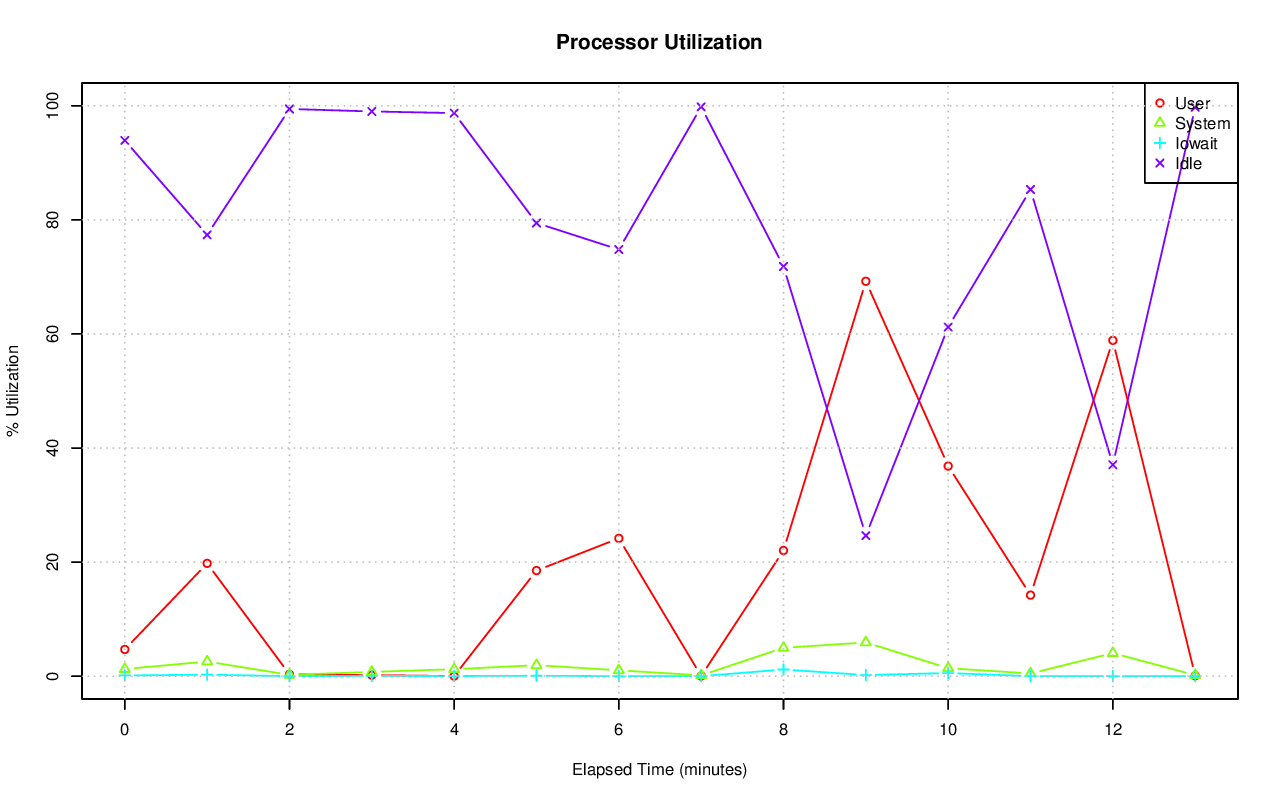 Processor Utilization
User
System
Iowait
Idle
100
80
60
40
20
0
% Utilization
0 2 4 6 8 10 12
Elapsed Time (minutes)